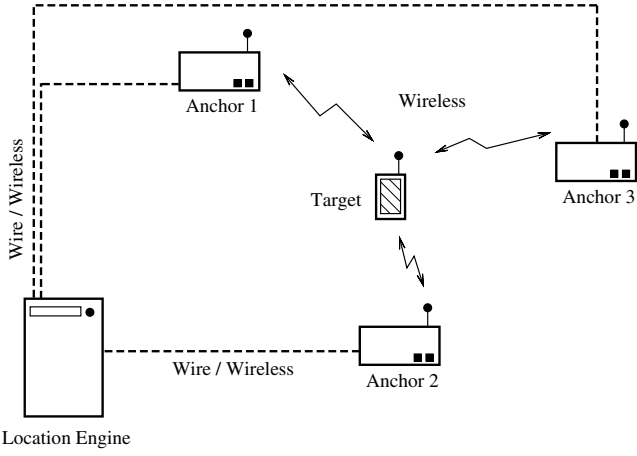 Anchor 1
Wireless
Anchor 3
Target
Wire / Wireless
Wire / Wireless
Anchor 2
Location Engine